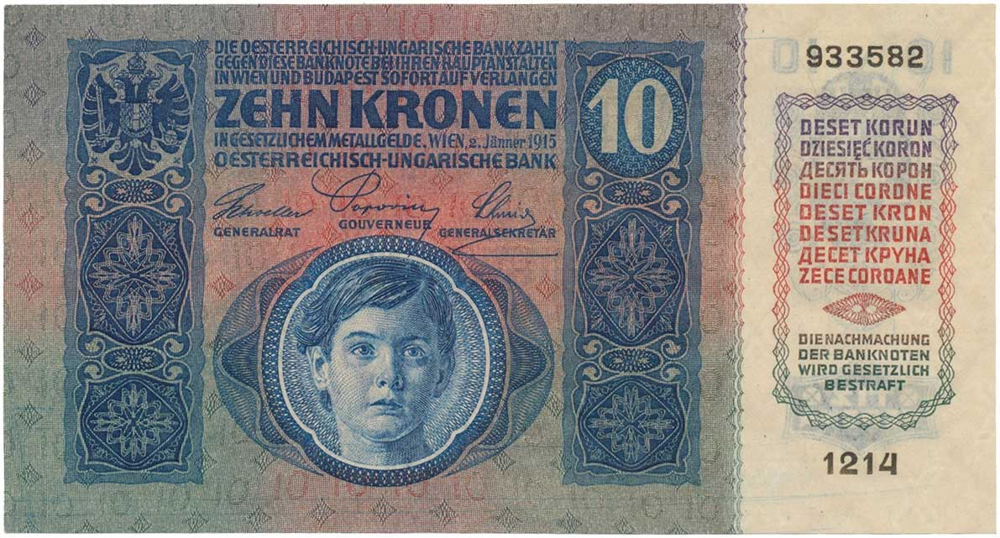 DIE OESTERREICHISCH-UNGARISCHE BANK ZAHLT
GEGEN DIESE BANKNOTE BEI IHREN HAUPTANSTALTEN
IN WIEN UND BUDAPEST SOFORT AUF VERLANGEN
ZEHN KRONEN
IN GESETZLICHEM METALLGELDE. WIEN, 2. Jänner 1915
OESTERREICHISCH-UNGARISCHE BANK
GENERALRAT
GOUVERNEUR
GENERALSEKRETÄR
10
933582
DESET KORUN
DZIESIĘĆ KORON
ДЕСЯТЬ КОРОН
DIECI CORONE
DESET KRON
DESET KRUNA
ДЕСЕТ КРУНА
ZECE COROANE
DIE NACHMACHUNG
DER BANKNOTEN
WIRD GESETZLICH
BESTRAFT
1214